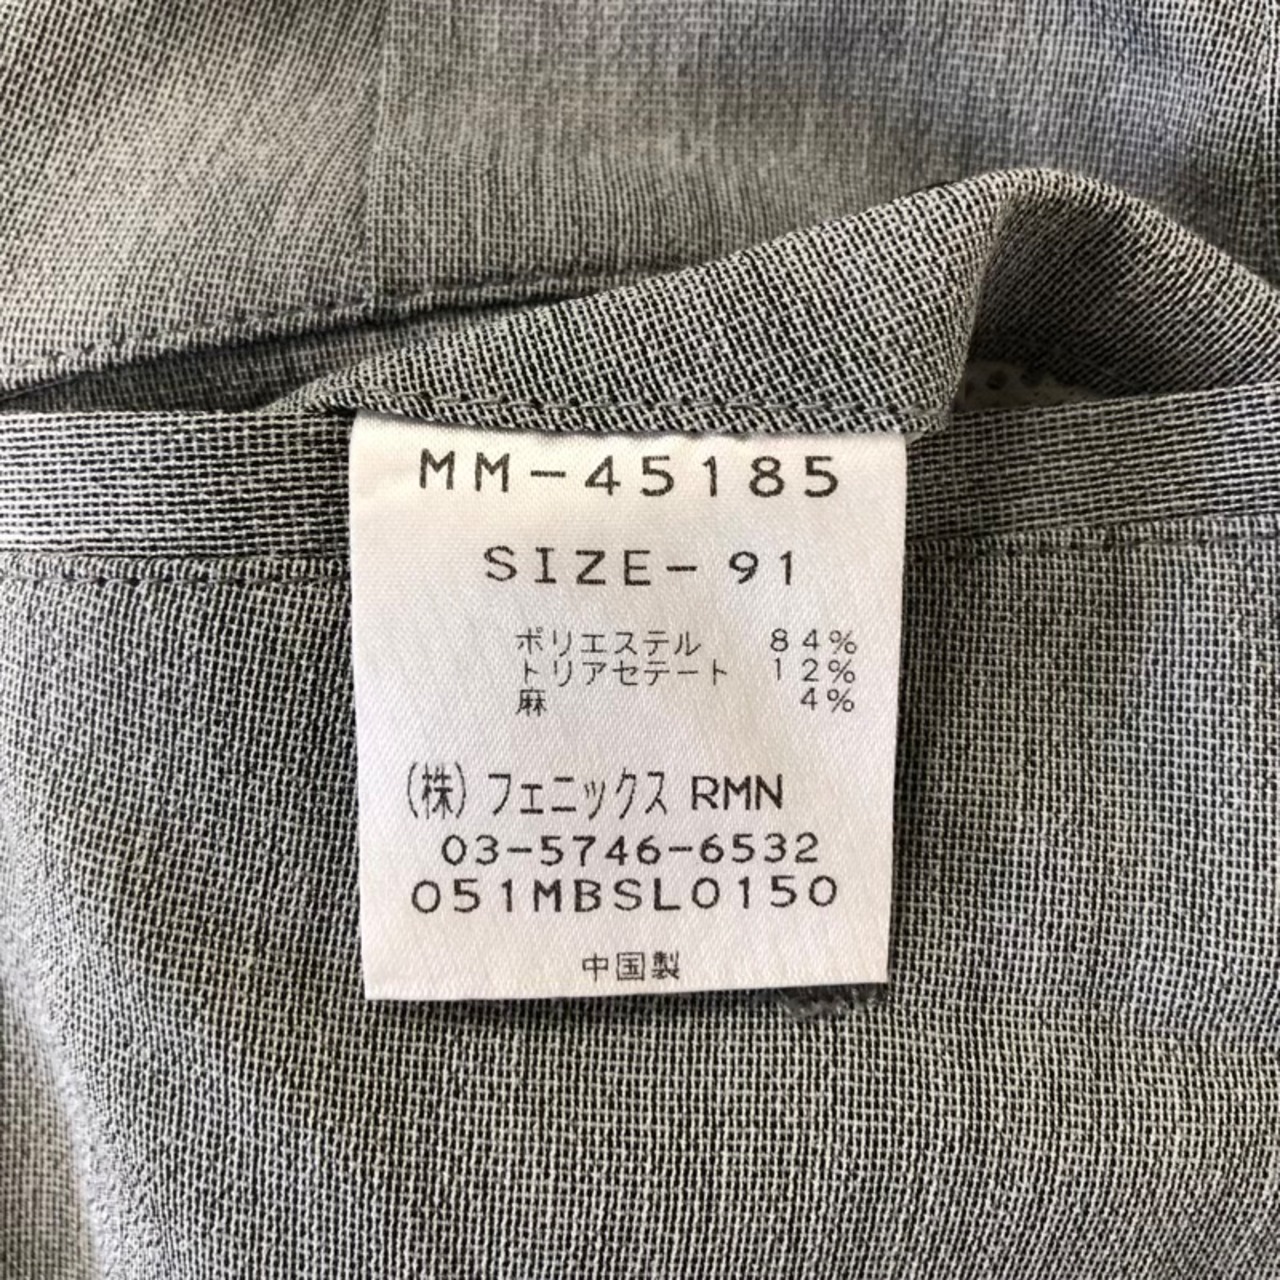 MM-45185
SIZE-91
ポリエステル 84%
トリアセテート 12%
麻 4%
(株)フェニックス RMN
03-5746-6532
051MBSL0150
中国製